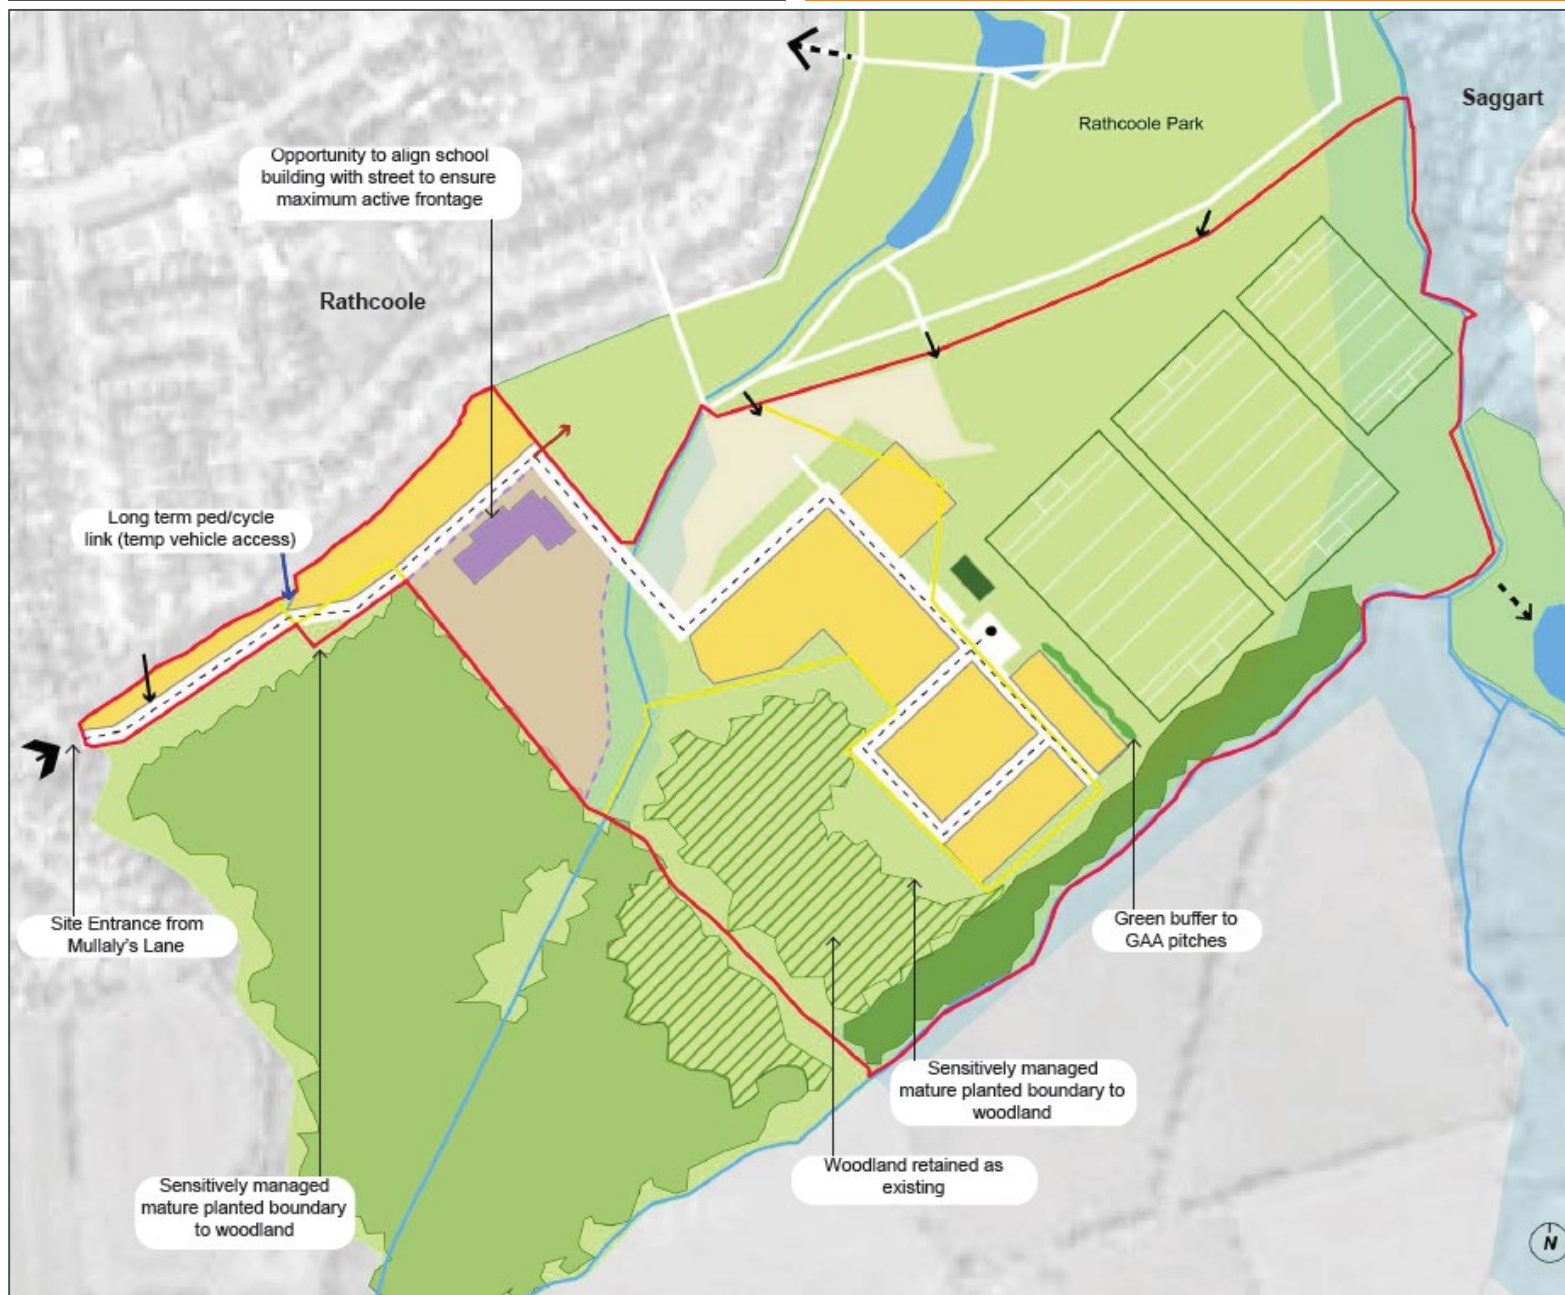 Saggart
Rathcoole Park
Opportunity to align school
building with street to ensure
maximum active frontage
Rathcoole
Long term ped/cycle
link (temp vehicle access)
Site Entrance from
Mullaly's Lane
Green buffer to
GAA pitches
Sensitively managed
mature planted boundary to
woodland
Woodland retained as
existing
Sensitively managed
mature planted boundary
to woodland
N